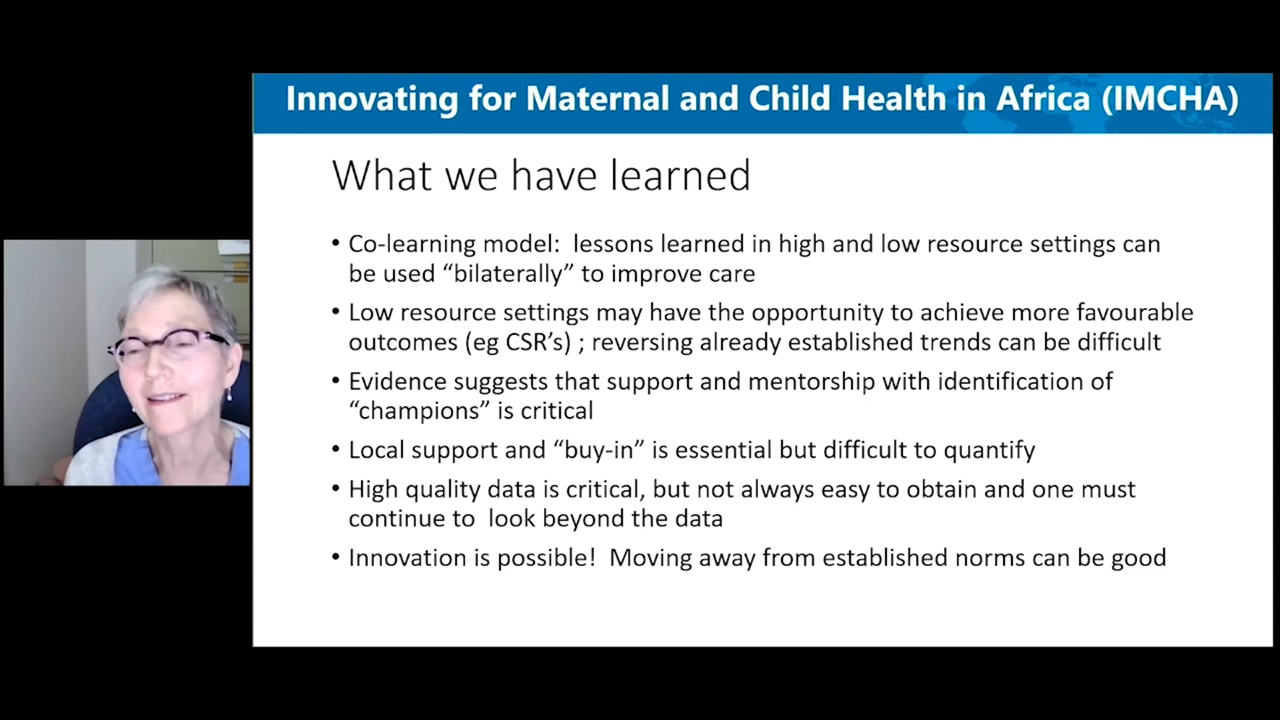 Innovating for Maternal and Child Health in Africa (IMCHA)
What we have learned
• Co-learning model:  lessons learned in high and low resource settings can
be used “bilaterally” to improve care
• Low resource settings may have the opportunity to achieve more favourable
outcomes (eg CSR’s) ; reversing already established trends can be difficult
• Evidence suggests that support and mentorship with identification of
“champions” is critical
• Local support and “buy-in” is essential but difficult to quantify
• High quality data is critical, but not always easy to obtain and one must
continue to  look beyond the data
• Innovation is possible!  Moving away from established norms can be good